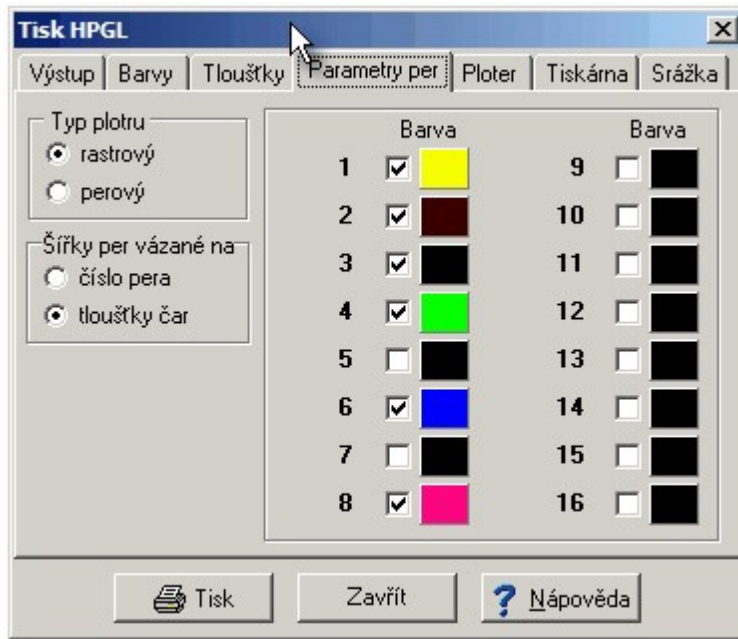 Tisk HPGL
Výstup Barvy Tloušťky Parametry per Ploter Tiskárna Srážka
Typ plotru
rastrový
perový
Šířky per vázané na
číslo pera
tloušťky čar
Barva Barva
1 9
2 10
3 11
4 12
5 13
6 14
7 15
8 16
Tisk Zavřít Nápověda